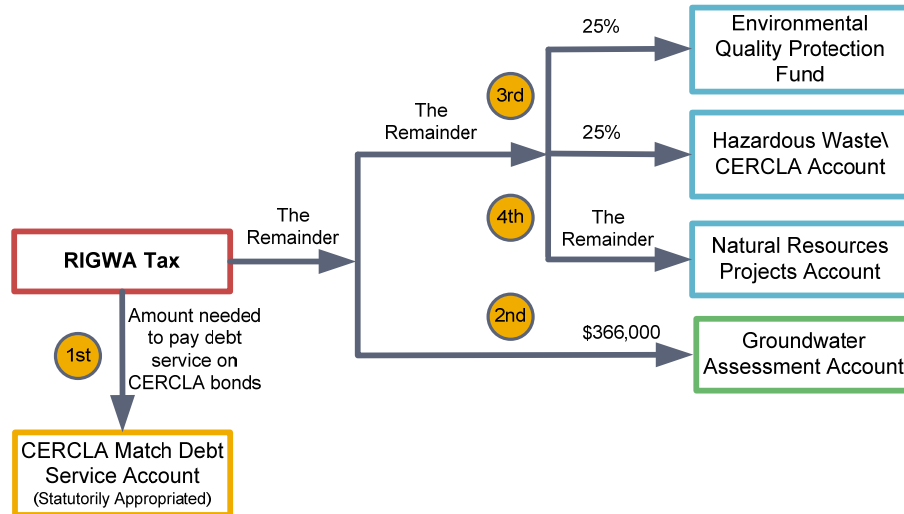 25%
Environmental
Quality Protection
Fund
3rd
The
Remainder
25%
Hazardous Waste\
CERCLA Account
4th
The
Remainder
Natural Resources
Projects Account
The
Remainder
RIGWA Tax
2nd
$366,000
Groundwater
Assessment Account
1st
Amount needed
to pay debt
service on
CERCLA bonds
CERCLA Match Debt
Service Account
(Statutorily Appropriated)